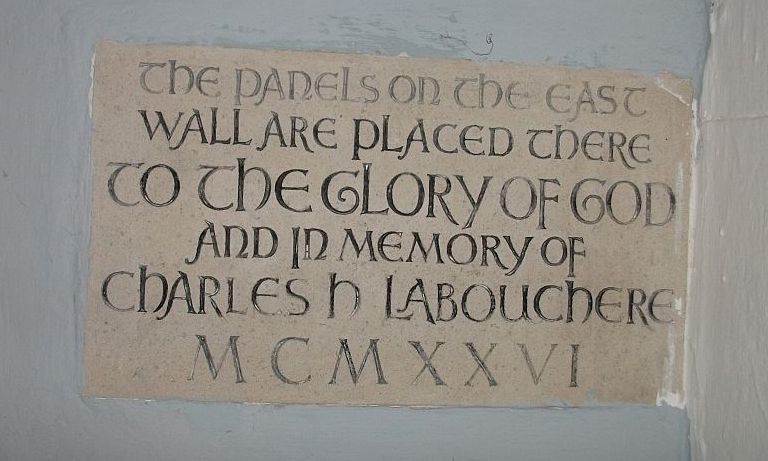 THE PANELS ON THE EAST
WALL ARE PLACED THERE
TO THE GLORY OF GOD
AND IN MEMORY OF
CHARLES H LABOUCHERE
MCMXXVI